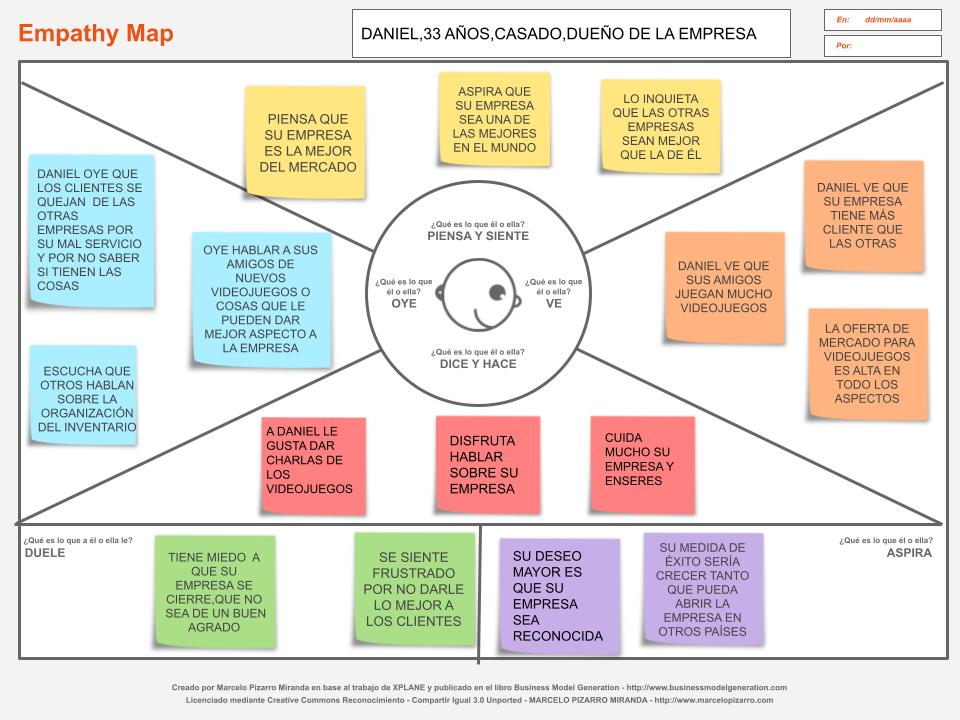 Empathy Map
DANIEL,33 AÑOS,CASADO,DUEÑO DE LA EMPRESA
En: dd/mm/aaaa
Por:
PIENSA QUE
SU EMPRESA
ES LA MEJOR
DEL MERCADO
ASPIRA QUE
SU EMPRESA
SEA UNA DE
LAS MEJORES
EN EL MUNDO
LO INQUIETA
QUE LAS OTRAS
EMPRESAS
SEAN MEJOR
QUE LA DE ÉL
DANIEL OYE QUE
LOS CLIENTES SE
QUEJAN DE LAS
OTRAS
EMPRESAS POR
SU MAL SERVICIO
Y POR NO SABER
SI TIENEN LAS
COSAS
OYE HABLAR A SUS
AMIGOS DE
NUEVOS
VIDEOJUEGOS O
COSAS QUE LE
PUEDEN DAR
MEJOR ASPECTO A
LA EMPRESA
ESCUCHA QUE
OTROS HABLAN
SOBRE LA
ORGANIZACIÓN
DEL INVENTARIO
¿Qué es lo que él o ella?
PIENSA Y SIENTE
¿Qué es lo que
él o ella?
OYE
¿Qué es lo que
él o ella?
VE
¿Qué es lo que él o ella?
DICE Y HACE
DANIEL VE QUE
SU EMPRESA
TIENE MÁS
CLIENTE QUE
LAS OTRAS
DANIEL VE QUE
SUS AMIGOS
JUEGAN MUCHO
VIDEOJUEGOS
LA OFERTA DE
MERCADO PARA
VIDEOJUEGOS
ES ALTA EN
TODO LOS
ASPECTOS
A DANIEL LE
GUSTA DAR
CHARLAS DE
LOS
VIDEOJUEGOS
DISFRUTA
HABLAR
SOBRE SU
EMPRESA
CUIDA
MUCHO SU
EMPRESA Y
ENSERES
¿Qué es lo que a él o ella le?
DUELE
TIENE MIEDO A
QUE SU
EMPRESA SE
CIERRE,QUE NO
SEA DE UN BUEN
AGRADO
SE SIENTE
FRUSTRADO
POR NO DARLE
LO MEJOR A
LOS CLIENTES
SU DESEO
MAYOR ES
QUE SU
EMPRESA
SEA
RECONOCIDA
SU MEDIDA DE
ÉXITO SERÍA
CRECER TANTO
QUE PUEDA
ABRIR LA
EMPRESA EN
OTROS PAÍSES
¿Qué es lo que él o ella?
ASPIRA
Creado por Marcelo Pizarro Miranda en base al trabajo de XPLANE y publicado en el libro Business Model Generation - http://www.businessmodelgeneration.com
Licenciado mediante Creative Commons Reconocimiento - Compartir Igual 3.0 Unported - MARCELO PIZARRO MIRANDA - http://www.marcelopizarro.com